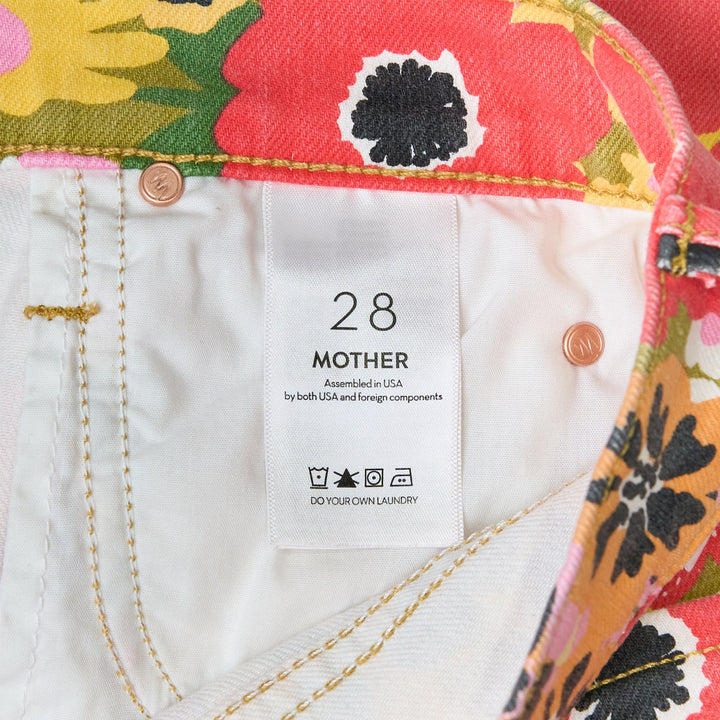 28
MOTHER
Assembled in USA
by both USA and foreign components
DO YOUR OWN LAUNDRY